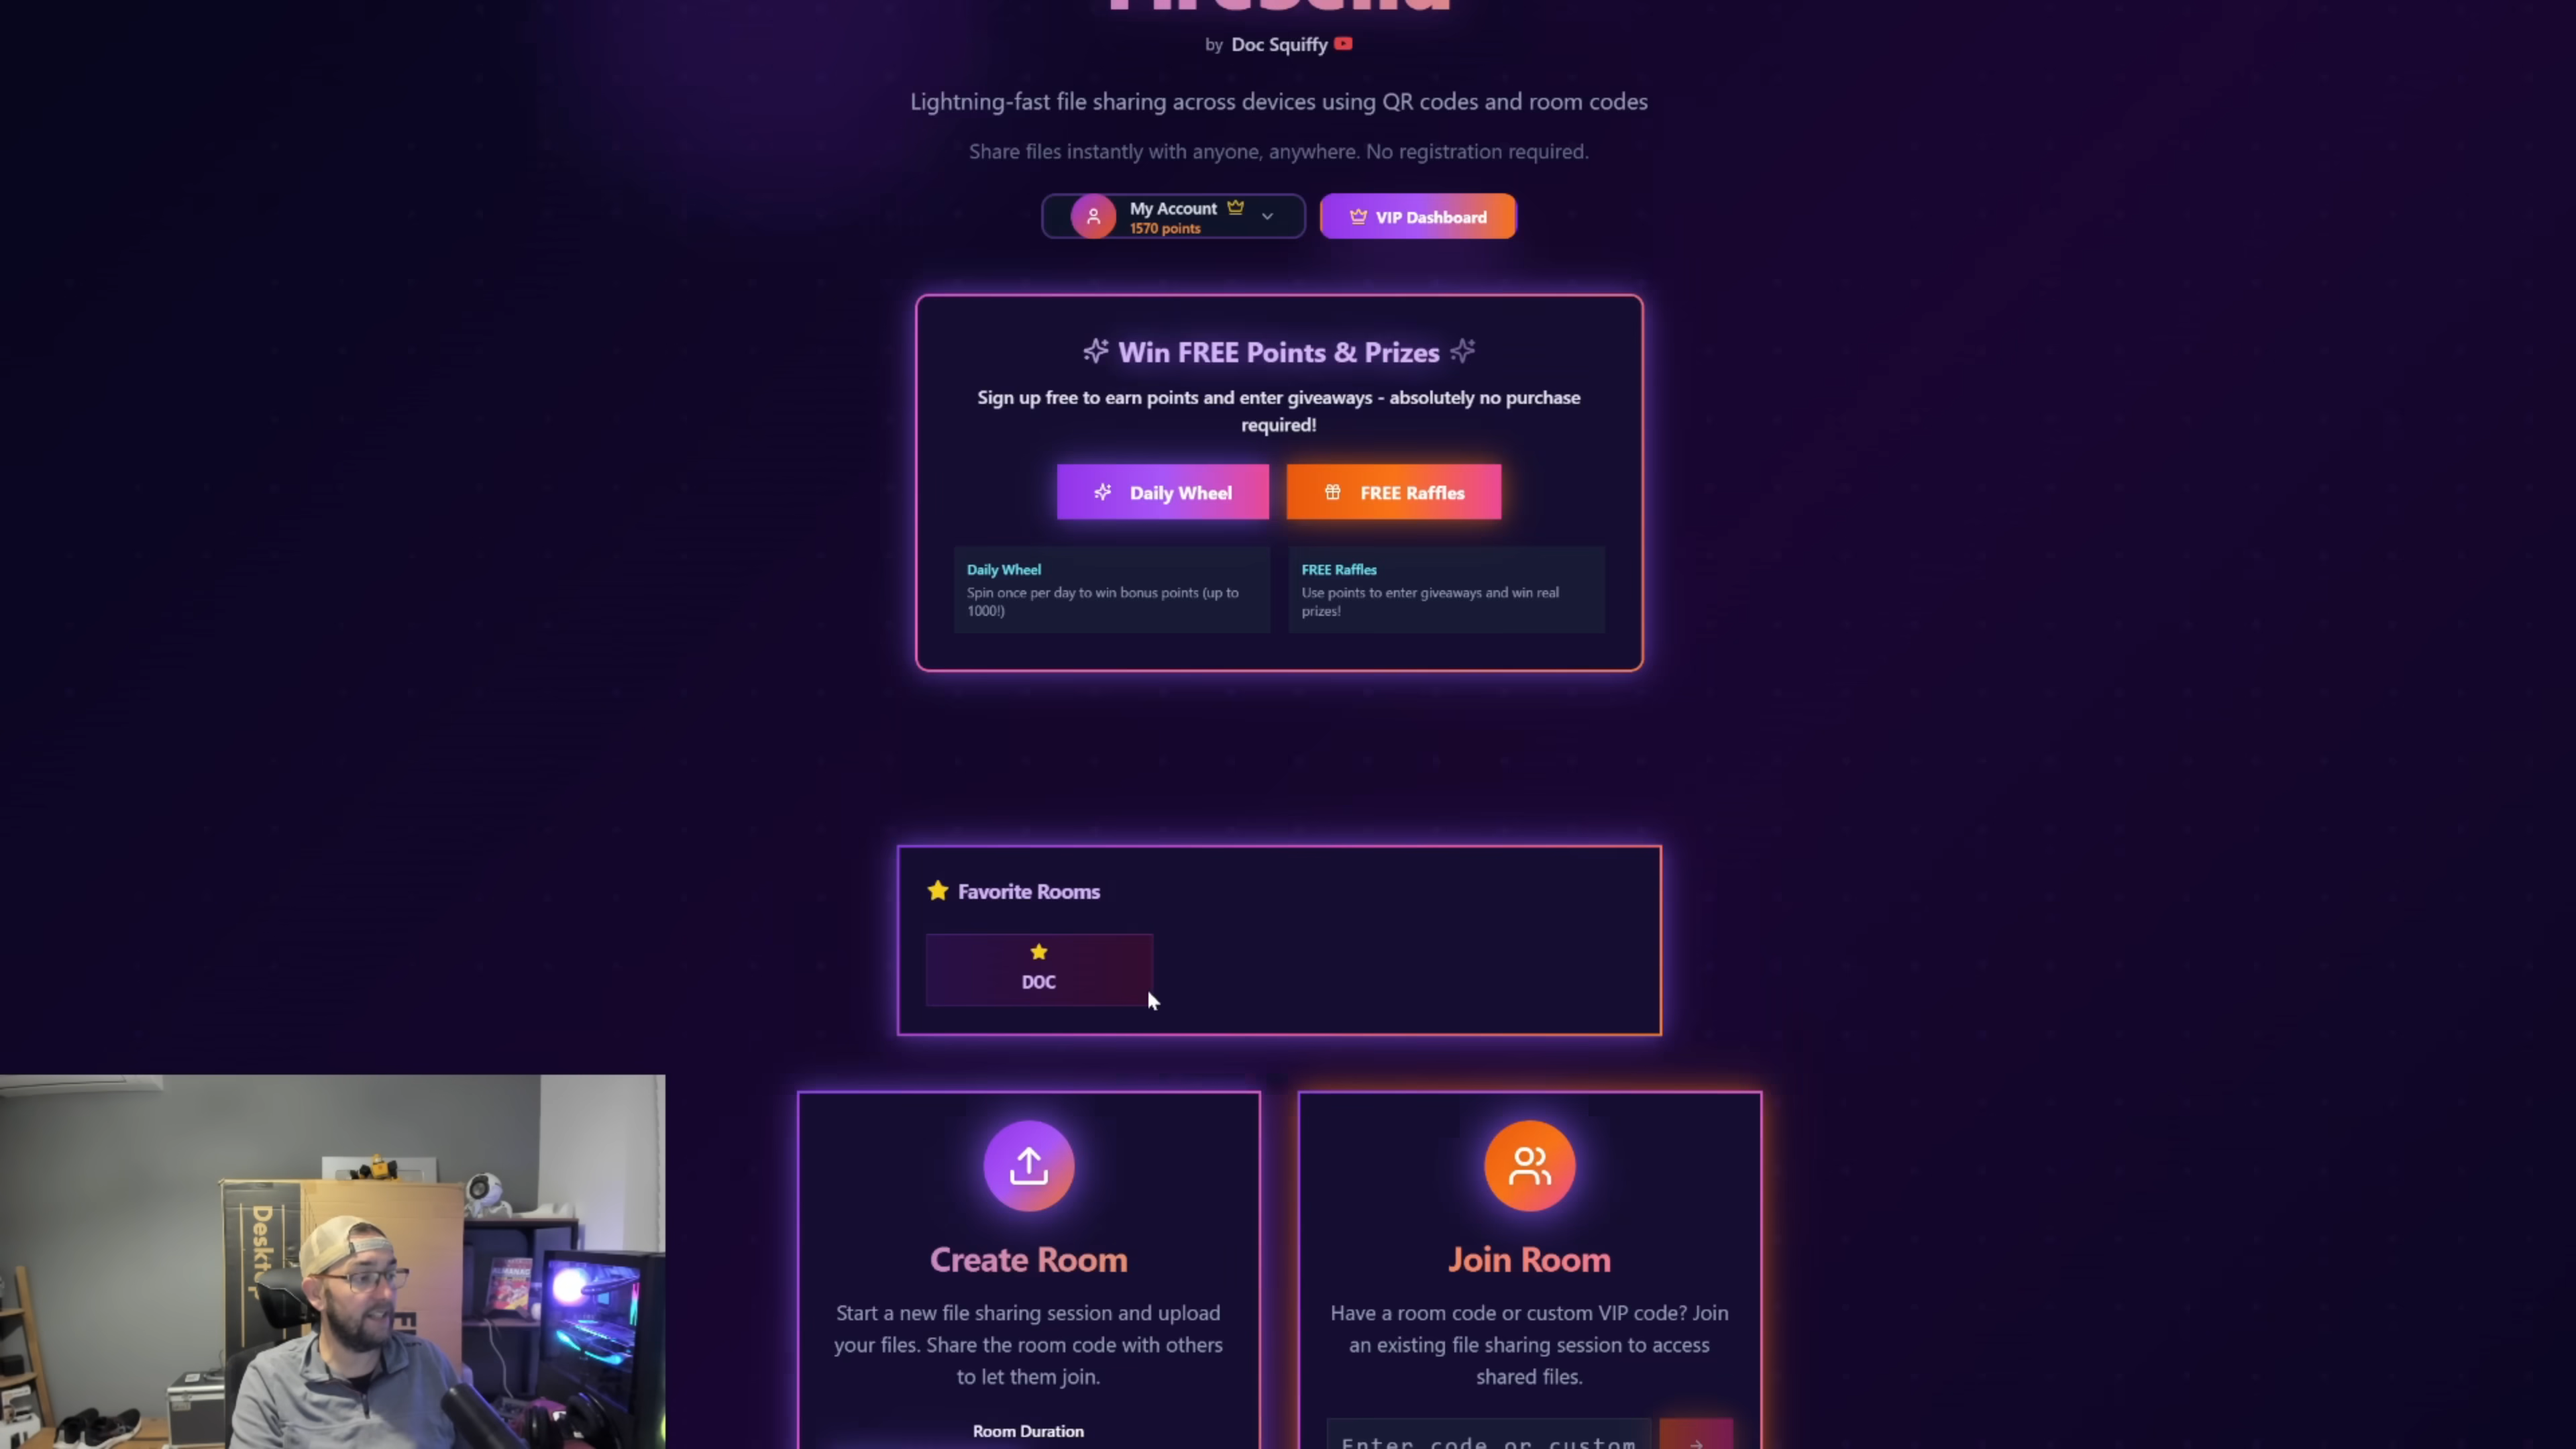 FireSend
by Doc Squiffy
Lightning-fast file sharing across devices using QR codes and room codes
Share files instantly with anyone, anywhere. No registration required.
My Account
1570 points
VIP Dashboard
Win FREE Points & Prizes
Sign up free to earn points and enter giveaways - absolutely no purchase
required!
Daily Wheel
FREE Raffles
Daily Wheel
Spin once per day to win bonus points (up to
1000!)
FREE Raffles
Use points to enter giveaways and win real
prizes!
Favorite Rooms
DOC
Create Room
Start a new file sharing session and upload
your files. Share the room code with others
to let them join.
Room Duration
Join Room
Have a room code or custom VIP code? Join
an existing file sharing session to access
shared files.
Enter code or custom